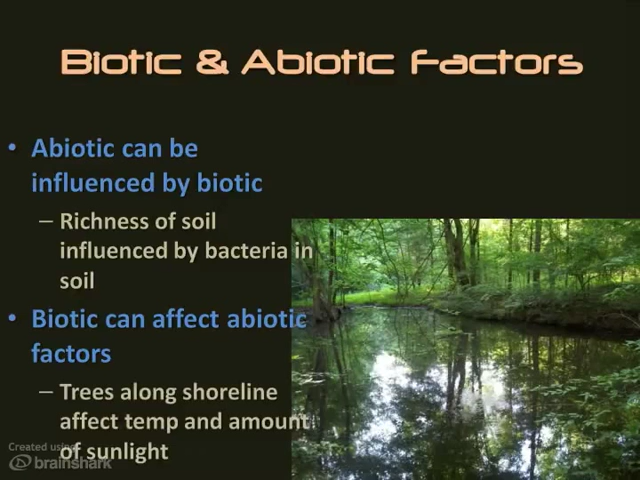 Biotic & Abiotic Factors
• Abiotic can be
influenced by biotic
– Richness of soil
influenced by bacteria in
soil
• Biotic can affect abiotic
factors
– Trees along shoreline
affect temp and amount
of sunlight
Created using
brainshark